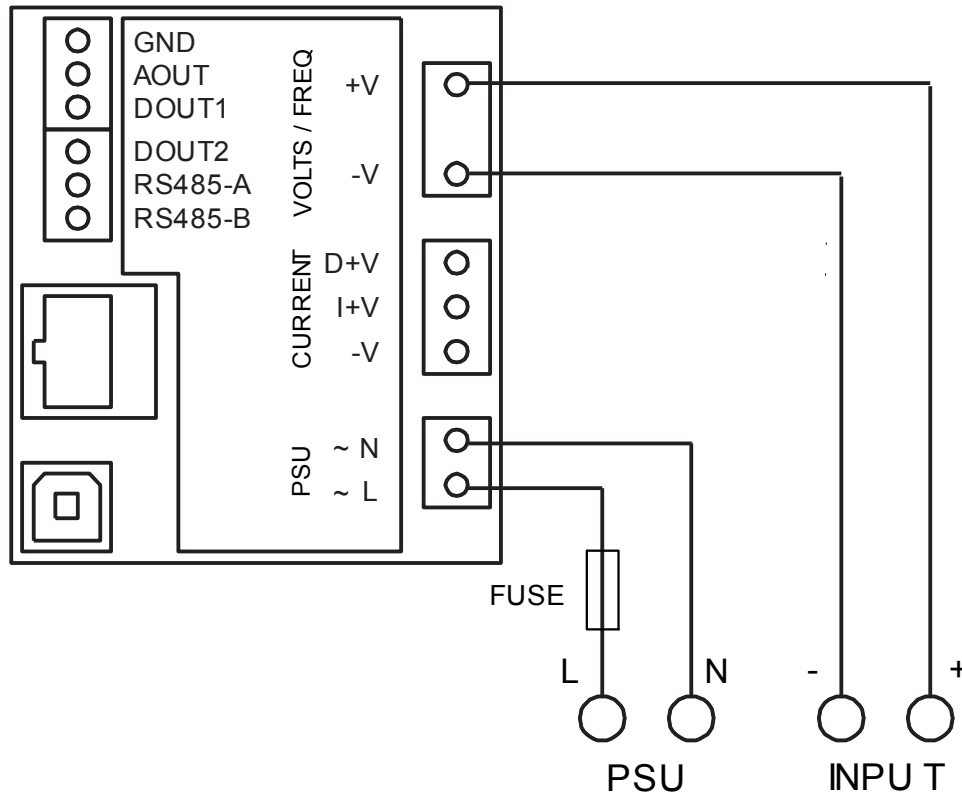 GND
AOUT
DOUT1
DOUT2
RS485-A
RS485-B
VOLTS / FREQ
+V
-V
CURRENT
D+V
I+V
-V
PSU
~ N
~ L
FUSE
L
N
-
+
PSU
INPU T